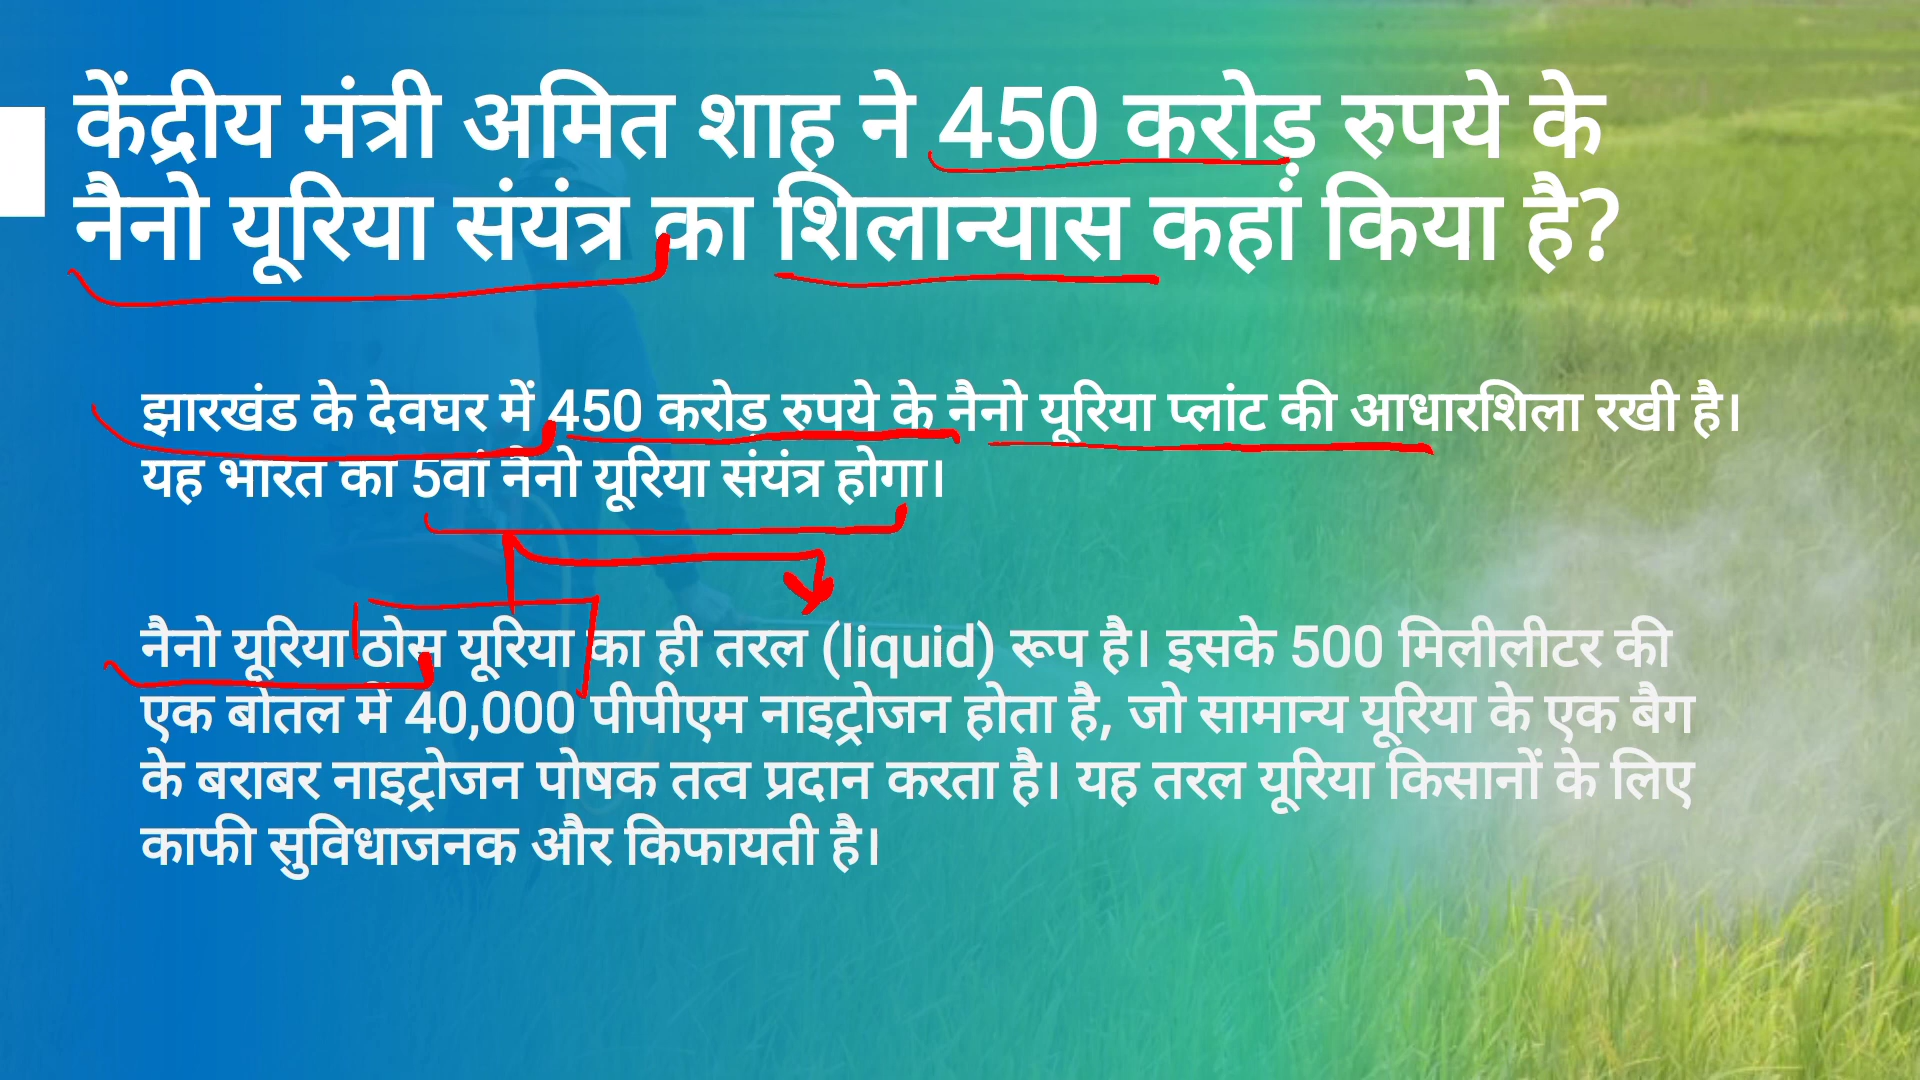 केंद्रीय मंत्री अमित शाह ने 450 करोड़ रुपये के
नैनो यूरिया संयंत्र का शिलान्यास कहां किया है?
झारखंड के देवघर में 450 करोड़ रुपये के नैनो यूरिया प्लांट की आधारशिला रखी है।
यह भारत का 5वां नैनो यूरिया संयंत्र होगा।
नैनो यूरिया ठोस यूरिया का ही तरल (liquid) रूप है। इसके 500 मिलीलीटर की
एक बोतल में 40,000 पीपीएम नाइट्रोजन होता है, जो सामान्य यूरिया के एक बैग
के बराबर नाइट्रोजन पोषक तत्व प्रदान करता है। यह तरल यूरिया किसानों के लिए
काफी सुविधाजनक और किफायती है।